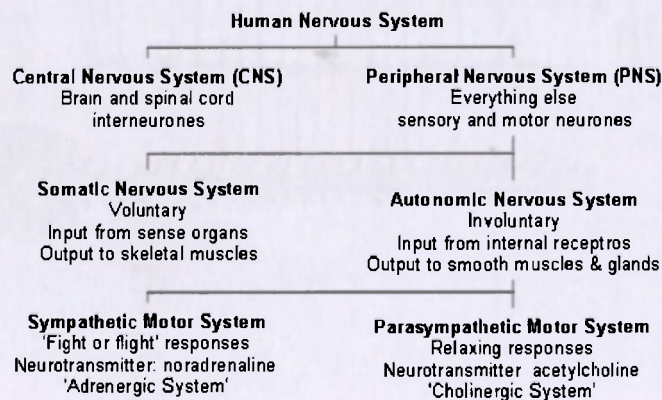 Human Nervous System
Central Nervous System (CNS)
Brain and spinal cord
interneurones
Peripheral Nervous System (PNS)
Everything else
sensory and motor neurones
Somatic Nervous System
Voluntary
Input from sense organs
Output to skeletal muscles
Autonomic Nervous System
Involuntary
Input from internal receptros
Output to smooth muscles & glands
Sympathetic Motor System
'Fight or flight' responses
Neurotransmitter: noradrenaline
'Adrenergic System'
Parasympathetic Motor System
Relaxing responses
Neurotransmitter acetylcholine
'Cholinergic System'